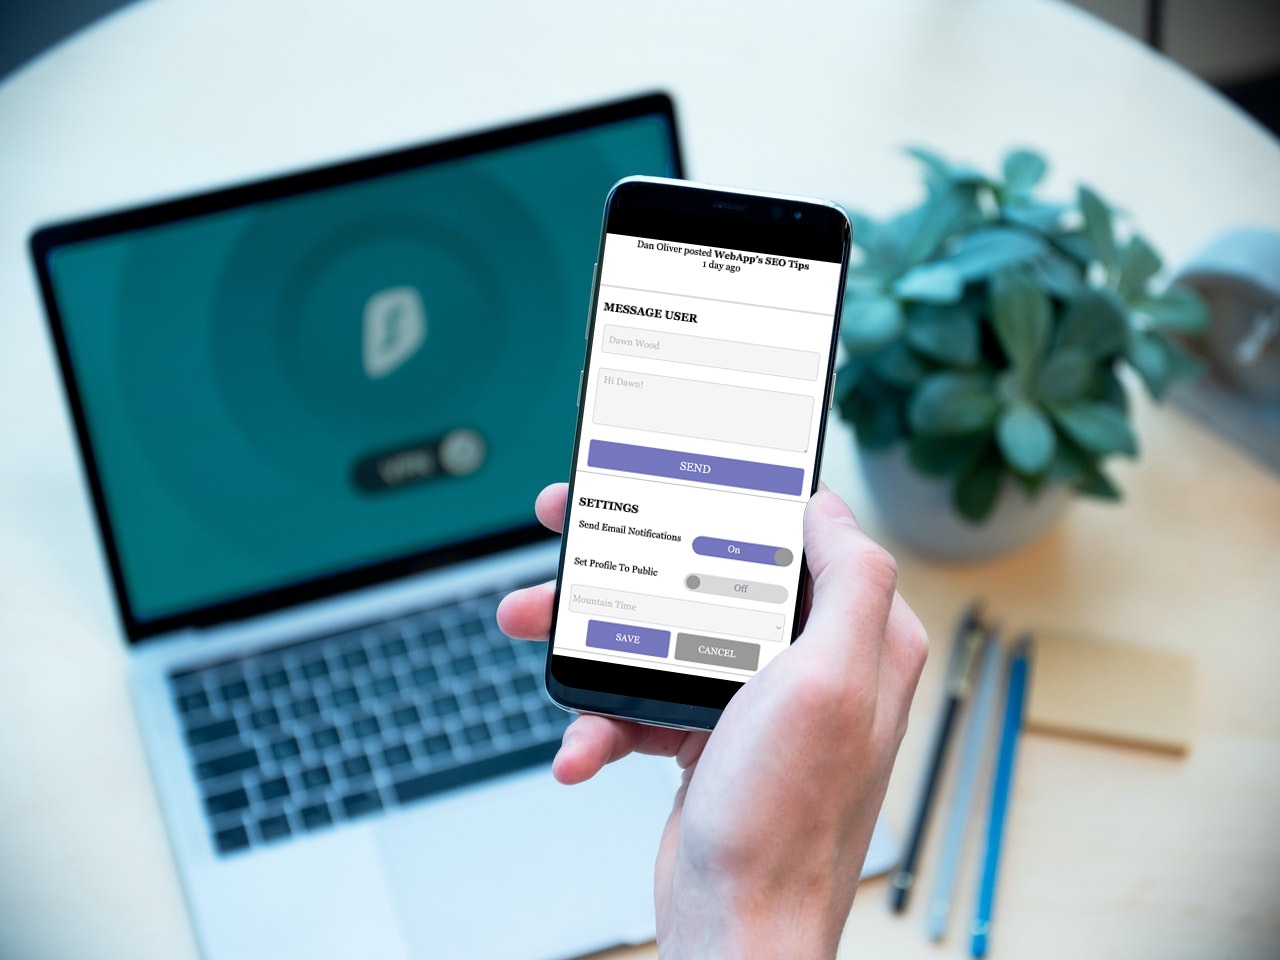 Dan Oliver posted WebApp's SEO Tips
1 day ago
MESSAGE USER
Dawn Wood
Hi Dawn!
SEND
SETTINGS
Send Email Notifications
On
Set Profile To Public
Off
Mountain Time
SAVE
CANCEL
VPN